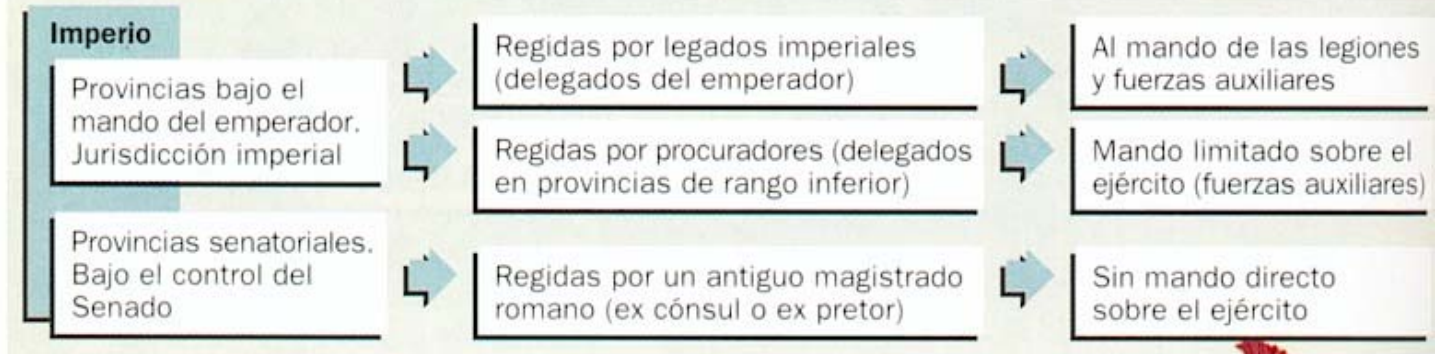 Imperio
Provincias bajo el
mando del emperador.
Jurisdicción imperial
Regidas por legados imperiales
(delegados del emperador)
Al mando de las legiones
y fuerzas auxiliares
Regidas por procuradores (delegados
en provincias de rango inferior)
Mando limitado sobre el
ejército (fuerzas auxiliares)
Provincias senatoriales.
Bajo el control del
Senado
Regidas por un antiguo magistrado
romano (ex cónsul o ex pretor)
Sin mando directo
sobre el ejército